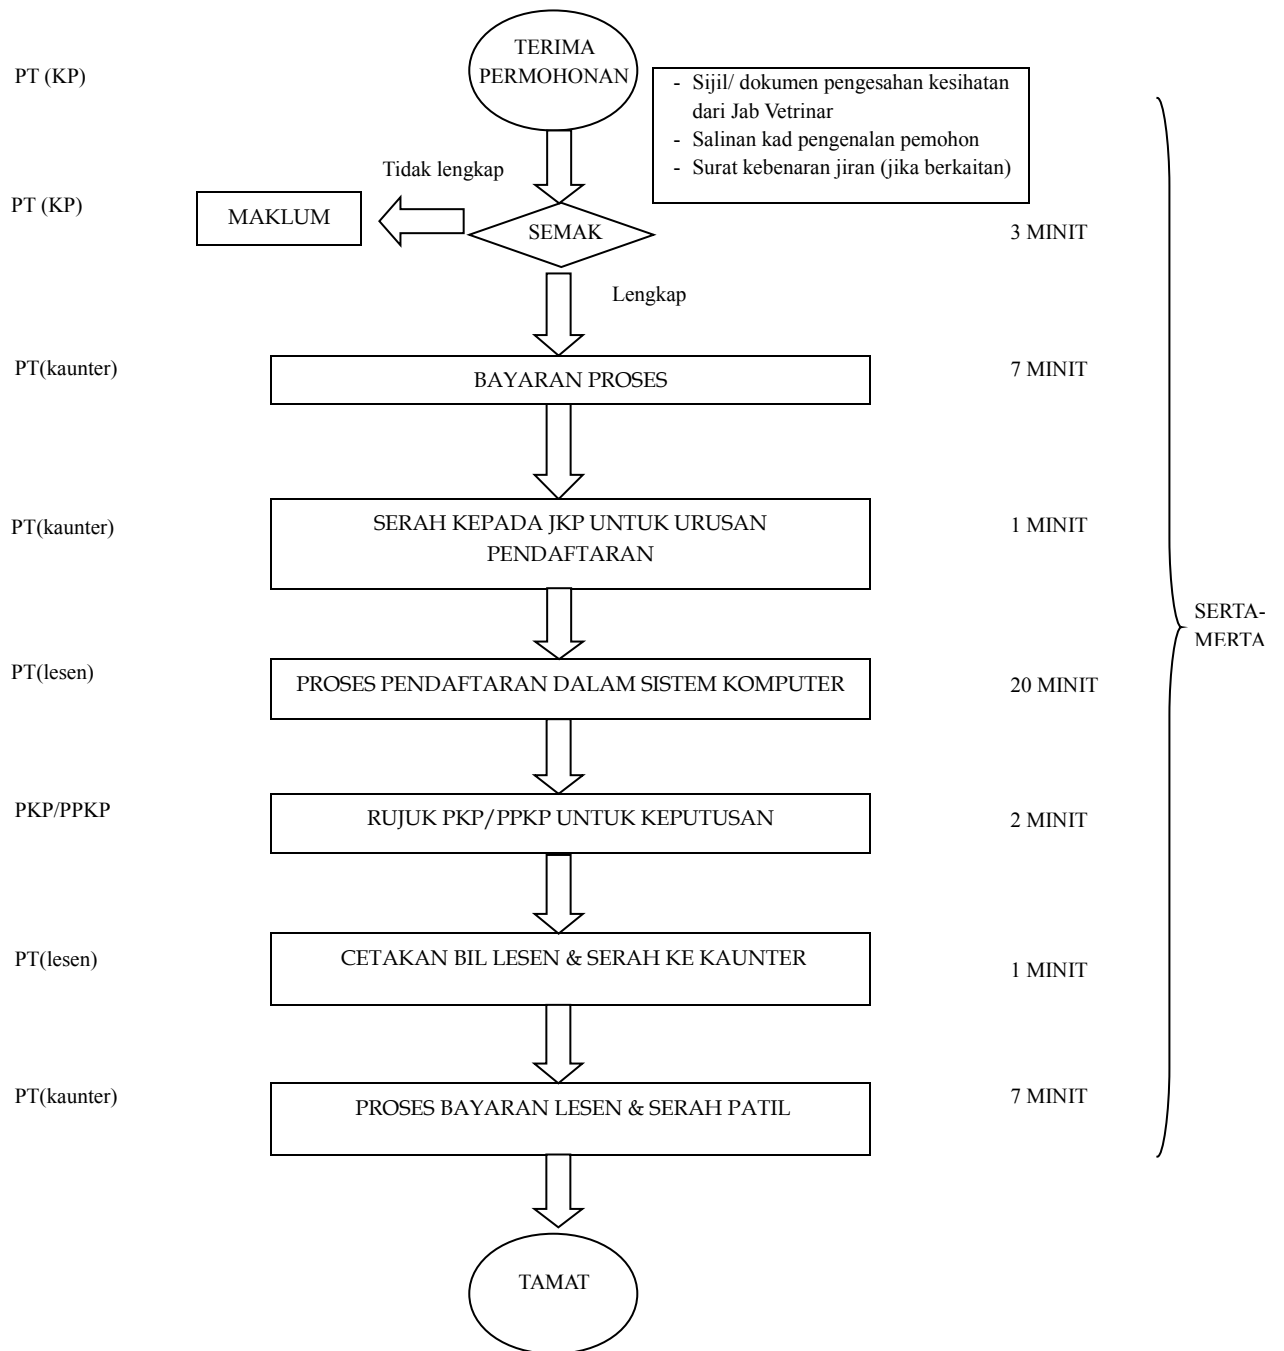 TERIMA
PERMOHONAN
PT (KP)
- Sijil/ dokumen pengesahan kesihatan
dari Jab Vetrinar
- Salinan kad pengenalan pemohon
- Surat kebenaran jiran (jika berkaitan)
Tidak lengkap
PT (KP)
MAKLUM
SEMAK
3 MINIT
Lengkap
PT(kaunter)
BAYARAN PROSES
7 MINIT
PT(kaunter)
SERAH KEPADA JKP UNTUK URUSAN
PENDAFTARAN
1 MINIT
SERTA-
MERTA
PT(lesen)
PROSES PENDAFTARAN DALAM SISTEM KOMPUTER
20 MINIT
PKP/PPKP
RUJUK PKP/PPKP UNTUK KEPUTUSAN
2 MINIT
PT(lesen)
CETAKAN BIL LESEN & SERAH KE KAUNTER
1 MINIT
PT(kaunter)
PROSES BAYARAN LESEN & SERAH PATIL
7 MINIT
TAMAT